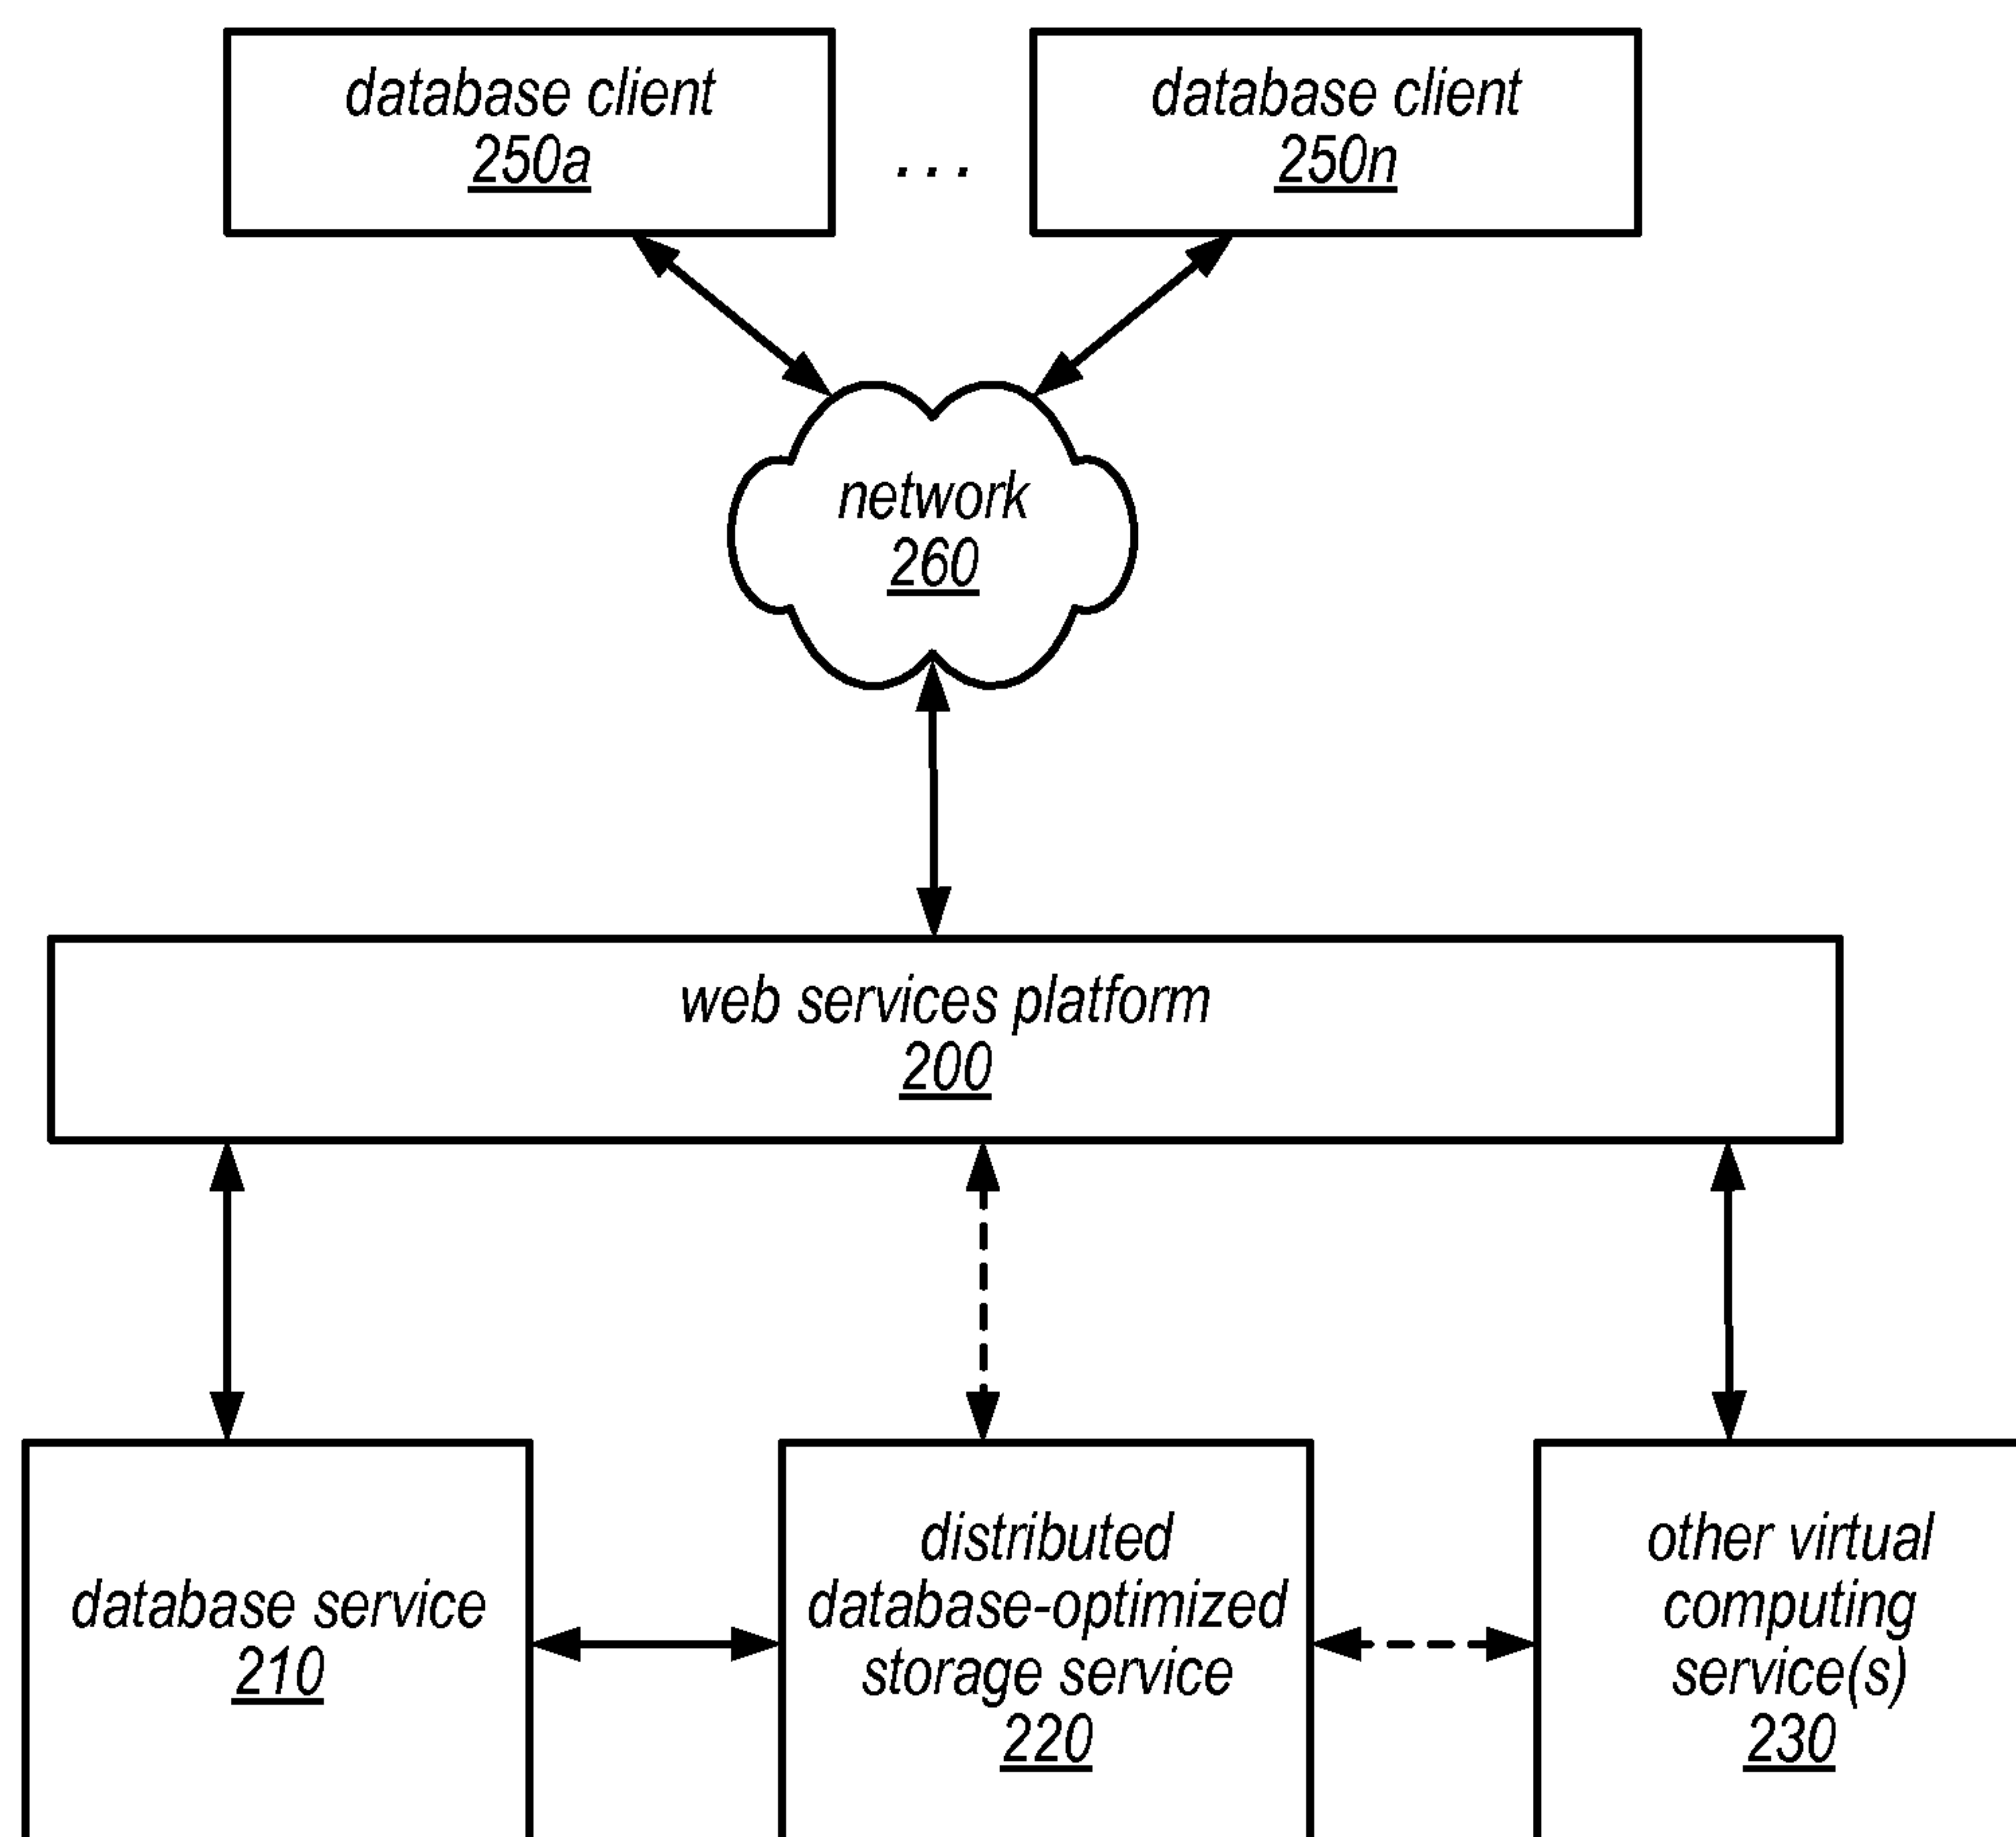 database client
250a
...
database client
250n
network
260
web services platform
200
database service
210
distributed
database-optimized
storage service
220
other virtual
computing
service(s)
230